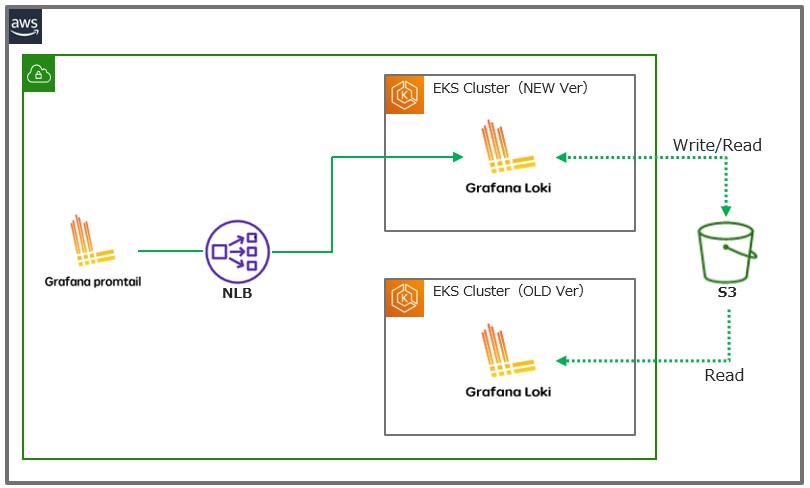 aws
EKS Cluster（NEW Ver）
Grafana Loki
Write/Read
Grafana promtail
NLB
S3
EKS Cluster（OLD Ver）
Grafana Loki
Read